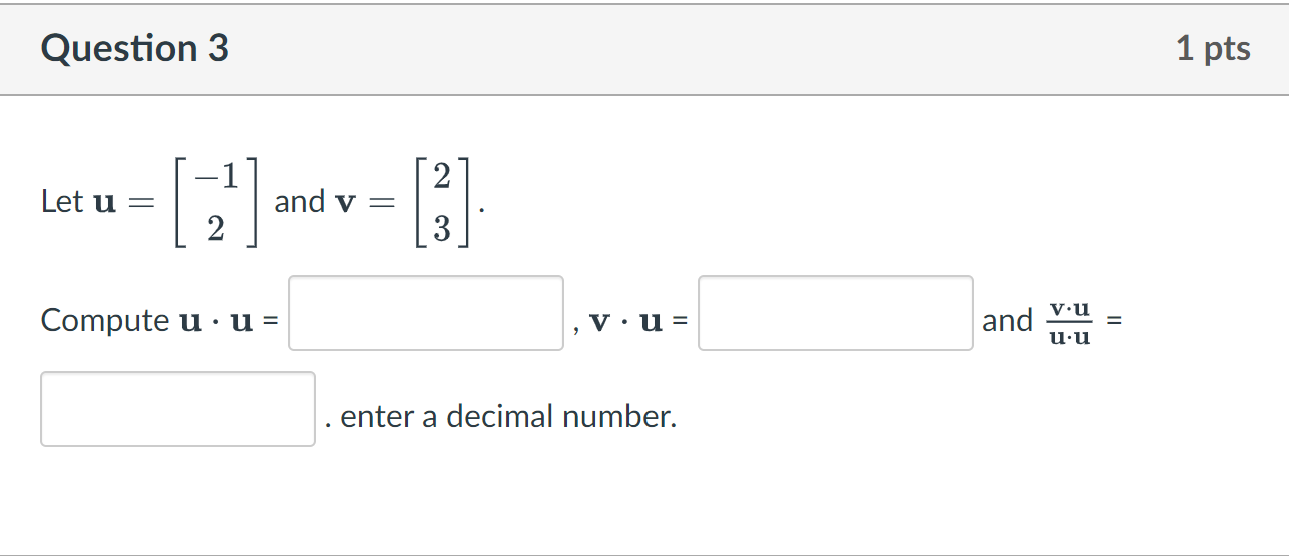 Question 3 1 pts
Let $\mathbf{u} = \begin{bmatrix} -1 \\ 2 \end{bmatrix}$ and $\mathbf{v} = \begin{bmatrix} 2 \\ 3 \end{bmatrix}$.
Compute $\mathbf{u} \cdot \mathbf{u}$ = , $\mathbf{v} \cdot \mathbf{u}$ = and $\frac{\mathbf{v} \cdot \mathbf{u}}{\mathbf{u} \cdot \mathbf{u}}$ =
. enter a decimal number.